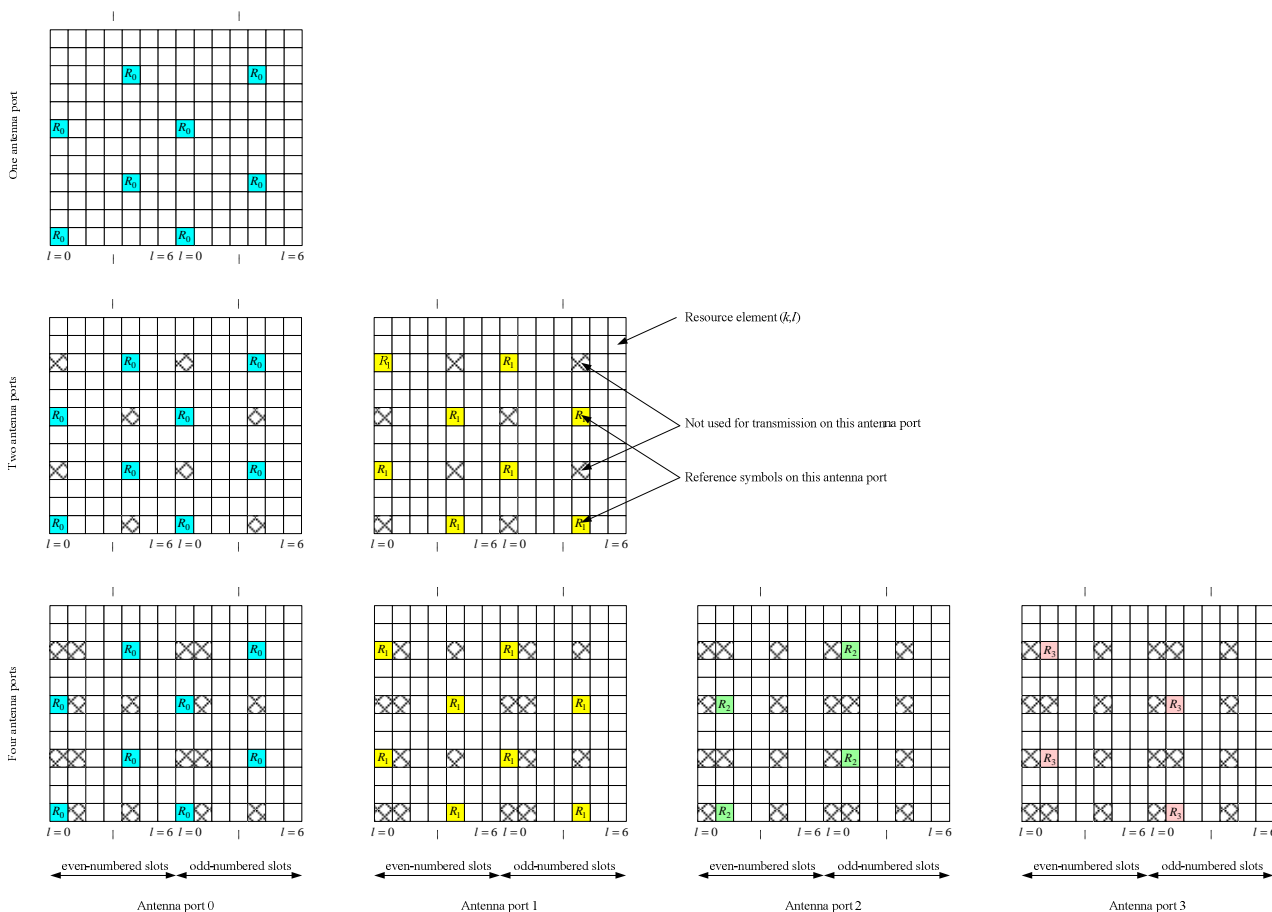 One antenna port
R0 R0
R0 R0
R0 R0
R0 R0
l = 0 l = 6 l = 0 l = 6
Two antenna ports
R0 R0
R0 R0
R0 R0
R0 R0
l = 0 l = 6 l = 0 l = 6
R1 R1
R1 R1
R1 R1
R1 R1
l = 0 l = 6 l = 0 l = 6
Resource element (k,l)
Not used for transmission on this antenna port
Reference symbols on this antenna port
Four antenna ports
R0 R0
R0 R0
R0 R0
R0 R0
l = 0 l = 6 l = 0 l = 6
even-numbered slots odd-numbered slots
Antenna port 0
R1 R1
R1 R1
R1 R1
R1 R1
l = 0 l = 6 l = 0 l = 6
even-numbered slots odd-numbered slots
Antenna port 1
R2
R2
R2
R2
l = 0 l = 6 l = 0 l = 6
even-numbered slots odd-numbered slots
Antenna port 2
R3
R3
R3
R3
l = 0 l = 6 l = 0 l = 6
even-numbered slots odd-numbered slots
Antenna port 3